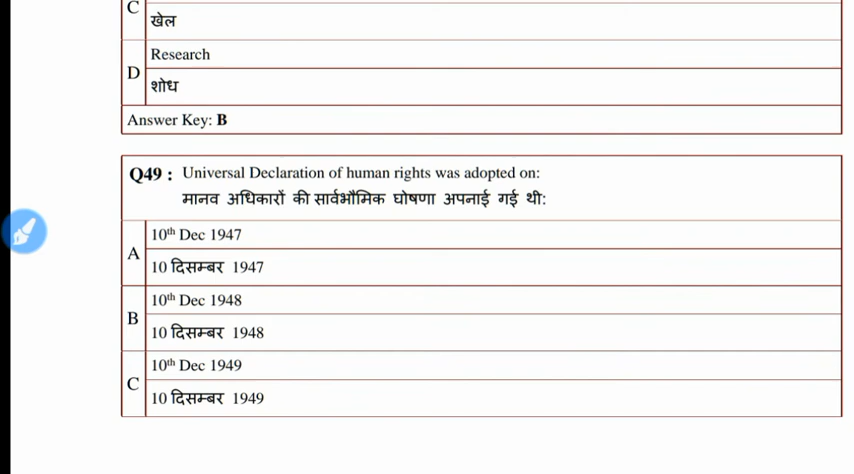 C
खेल
Research
D
शोध
Answer Key: B
Q49 : Universal Declaration of human rights was adopted on:
मानव अधिकारों की सार्वभौमिक घोषणा अपनाई गई थी:
10th Dec 1947
A
10 दिसम्बर 1947
10th Dec 1948
B
10 दिसम्बर 1948
10th Dec 1949
C
10 दिसम्बर 1949